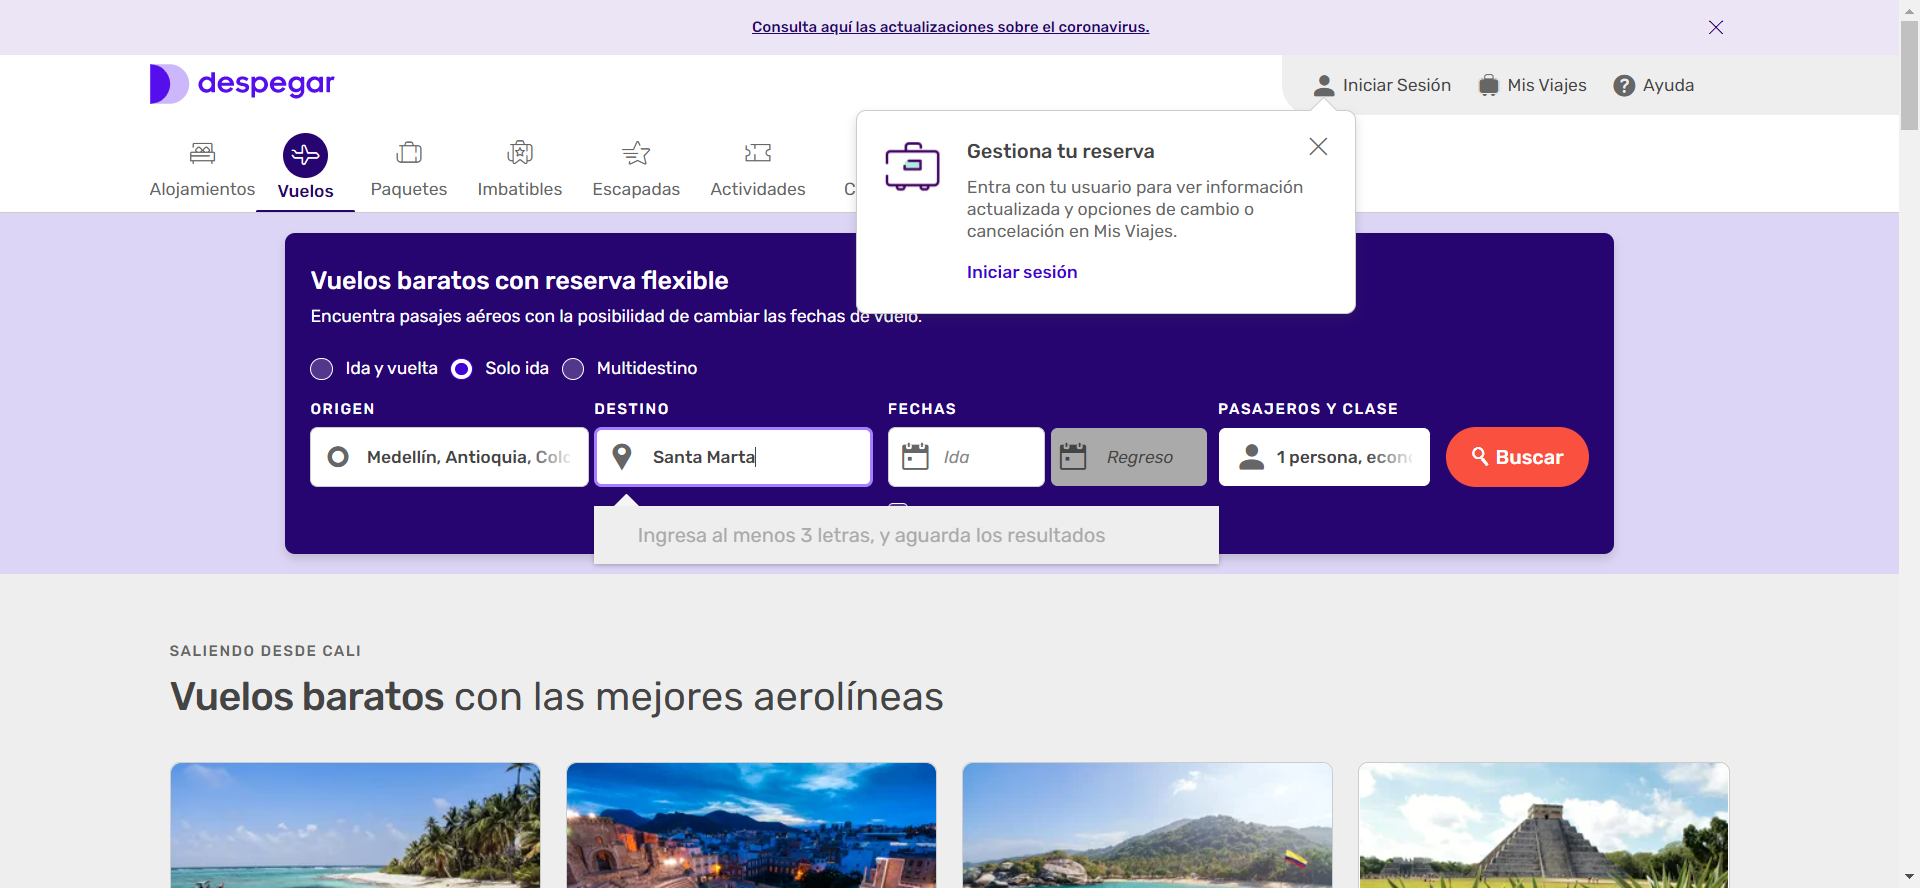 Consulta aquí las actualizaciones sobre el coronavirus.
despegar
Iniciar Sesión
Mis Viajes
Ayuda
Alojamientos
Vuelos
Paquetes
Imbatibles
Escapadas
Actividades
C
Gestiona tu reserva
Entra con tu usuario para ver información
actualizada y opciones de cambio o
cancelación en Mis Viajes.
Iniciar sesión
Vuelos baratos con reserva flexible
Encuentra pasajes aéreos con la posibilidad de cambiar las fechas de vuelo.
Ida y vuelta
Solo ida
Multidestino
ORIGEN
DESTINO
FECHAS
PASAJEROS Y CLASE
Medellín, Antioquia, Colo
Santa Marta
Ida
Regreso
1 persona, econ
Buscar
Ingresa al menos 3 letras, y aguarda los resultados
SALIENDO DESDE CALI
Vuelos baratos con las mejores aerolíneas